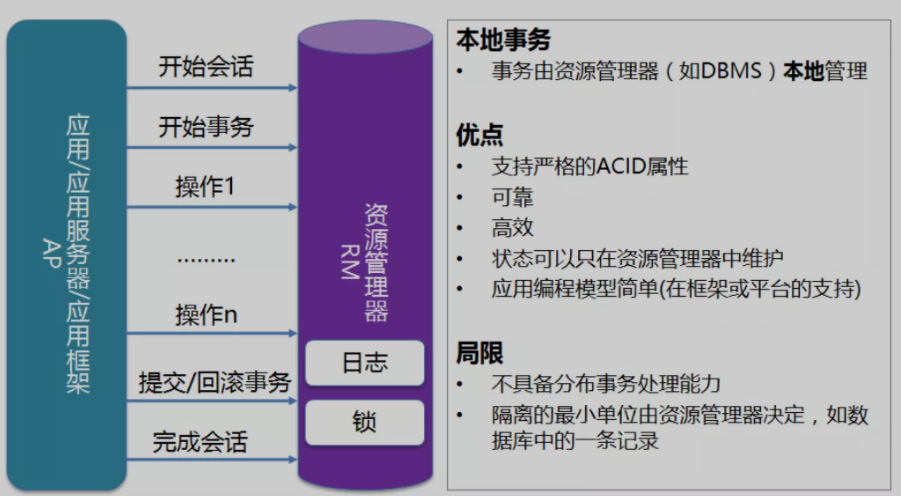 应用/应用服务器/应用框架
AP
开始会话
开始事务
操作1
.........
操作n
提交/回滚事务
完成会话
资源管理器
RM
日志
锁
本地事务
• 事务由资源管理器（如DBMS）本地管理
优点
• 支持严格的ACID属性
• 可靠
• 高效
• 状态可以只在资源管理器中维护
• 应用编程模型简单(在框架或平台的支持)
局限
• 不具备分布事务处理能力
• 隔离的最小单位由资源管理器决定，如数
据库中的一条记录